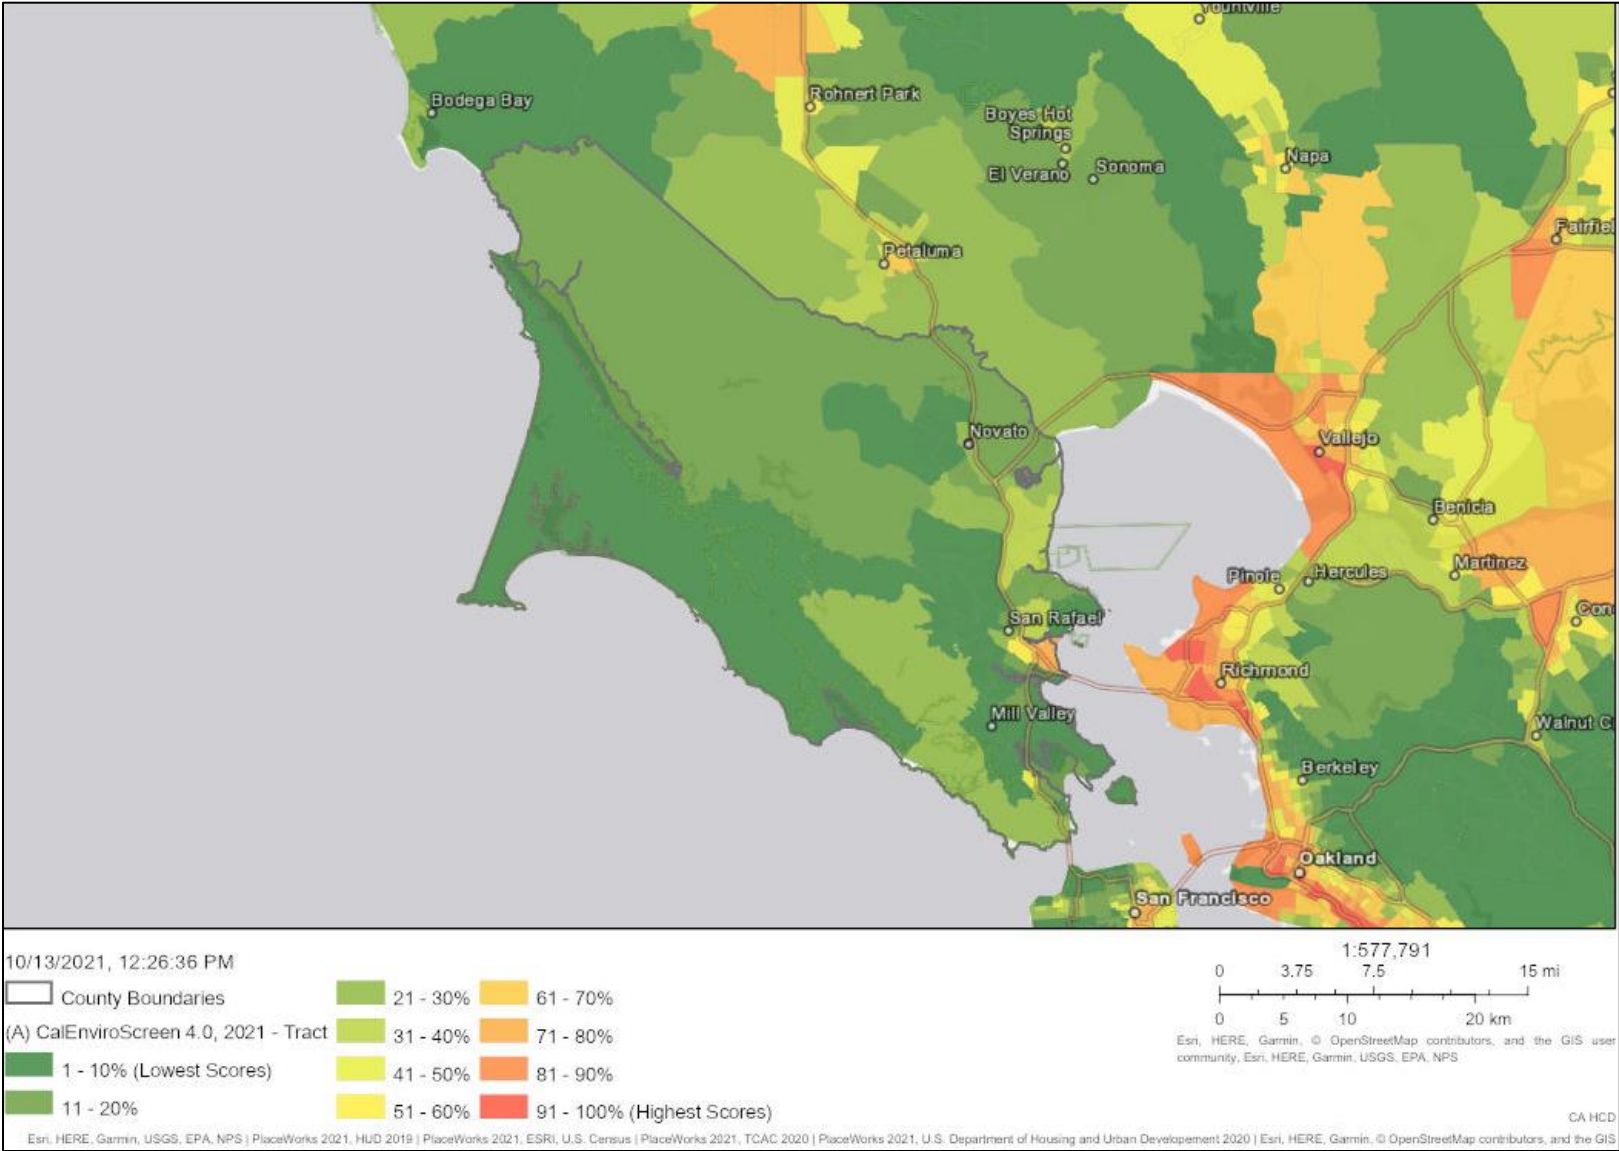 Yountville
Bodega Bay
Rohnert Park
Boyes Hot
Springs
Napa
El Verano
Sonoma
Fairfiel
Petaluma
Novato
Vallejo
Benicia
Martinez
Pinole
Hercules
Con
San Rafael
Richmond
Mill Valley
Walnut C
Berkeley
Oakland
San Francisco
10/13/2021, 12:26:36 PM
County Boundaries
(A) CalEnviroScreen 4.0, 2021 - Tract
1 - 10% (Lowest Scores)
11 - 20%
21 - 30%
31 - 40%
41 - 50%
51 - 60%
61 - 70%
71 - 80%
81 - 90%
91 - 100% (Highest Scores)
1:577,791
0 3.75 7.5 15 mi
0 5 10 20 km
Esri, HERE, Garmin, © OpenStreetMap contributors, and the GIS user
community, Esri, HERE, Garmin, USGS, EPA, NPS
CA HCD
Esri, HERE, Garmin, USGS, EPA, NPS | PlaceWorks 2021, HUD 2019 | PlaceWorks 2021, ESRI, U.S. Census | PlaceWorks 2021, TCAC 2020 | PlaceWorks 2021, U.S. Department of Housing and Urban Developement 2020 | Esri, HERE, Garmin, © OpenStreetMap contributors, and the GIS